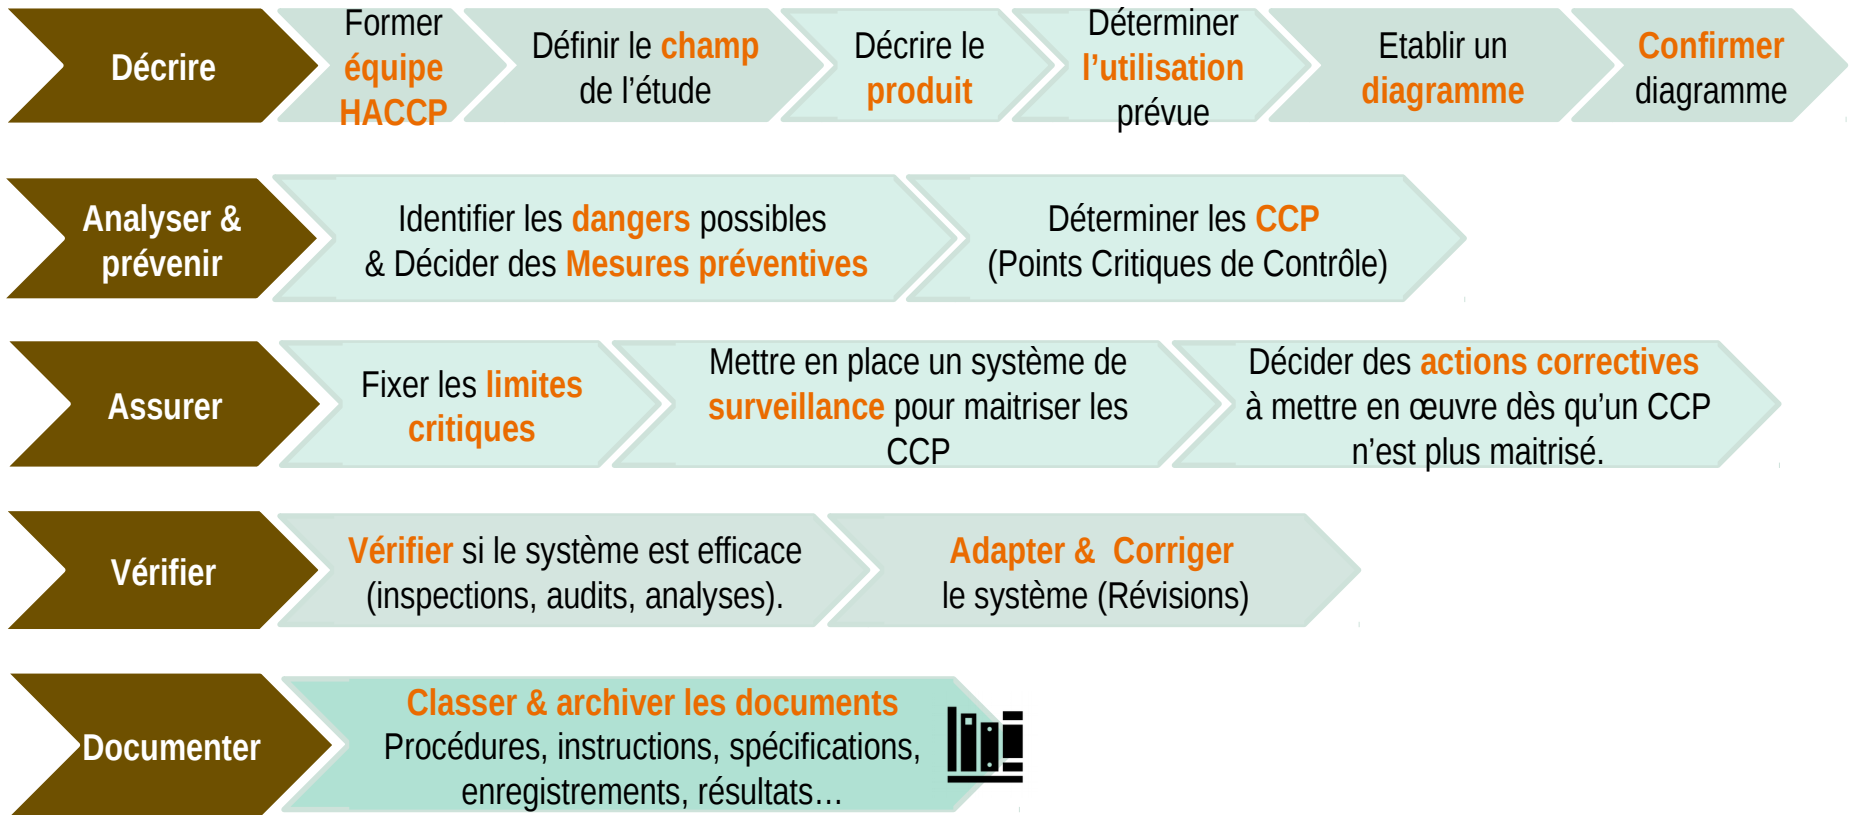 Décrire
Former
équipe
HACCP
Définir le champ
de l’étude
Décrire le
produit
Déterminer
l’utilisation
prévue
Etablir un
diagramme
Confirmer
diagramme
Analyser &
prévenir
Identifier les dangers possibles
& Décider des Mesures préventives
Déterminer les CCP
(Points Critiques de Contrôle)
Assurer
Fixer les limites
critiques
Mettre en place un système de
surveillance pour maitriser les
CCP
Décider des actions correctives
à mettre en œuvre dès qu’un CCP
n’est plus maitrisé.
Vérifier
Vérifier si le système est efficace
(inspections, audits, analyses).
Adapter &  Corriger
le système (Révisions)
Documenter
Classer & archiver les documents
Procédures, instructions, spécifications,
enregistrements, résultats…